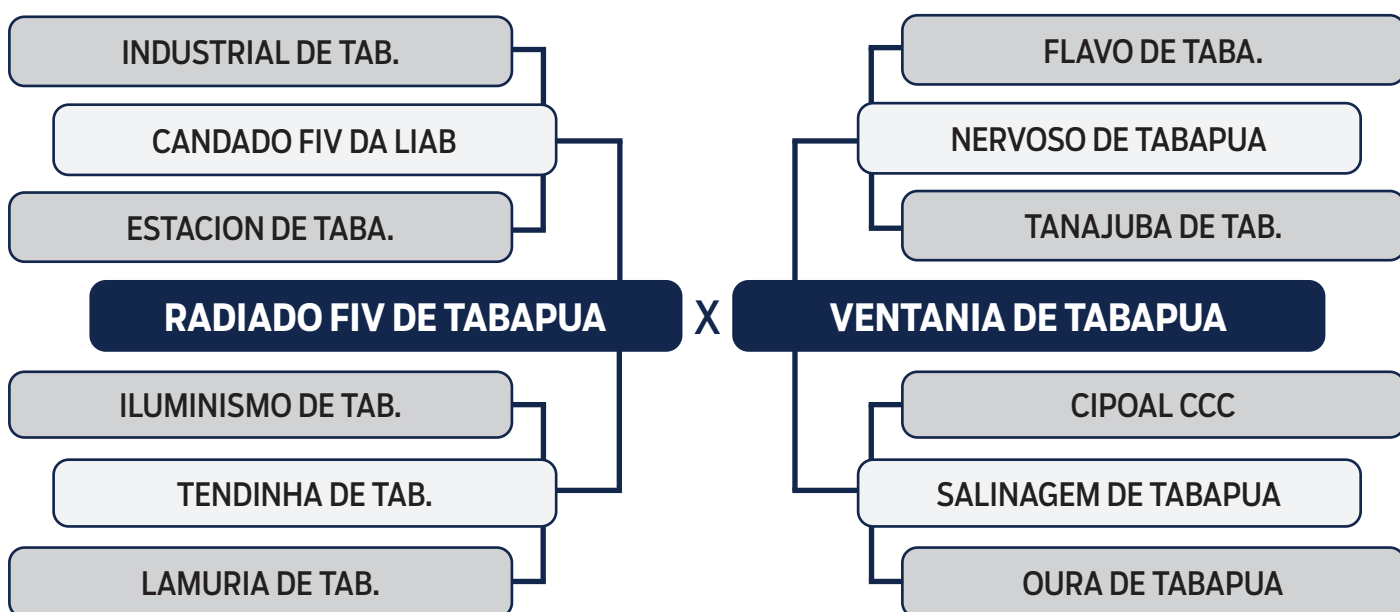 INDUSTRIAL DE TAB.
CANDADO FIV DA LIAB
ESTACION DE TABA.
RADIADO FIV DE TABAPUA
ILUMINISMO DE TAB.
TENDINHA DE TAB.
LAMURIA DE TAB.
X
FLAVO DE TABA.
NERVOSO DE TABAPUA
TANAJUBA DE TAB.
VENTANIA DE TABAPUA
CIPOAL CCC
SALINAGEM DE TABAPUA
OURA DE TABAPUA